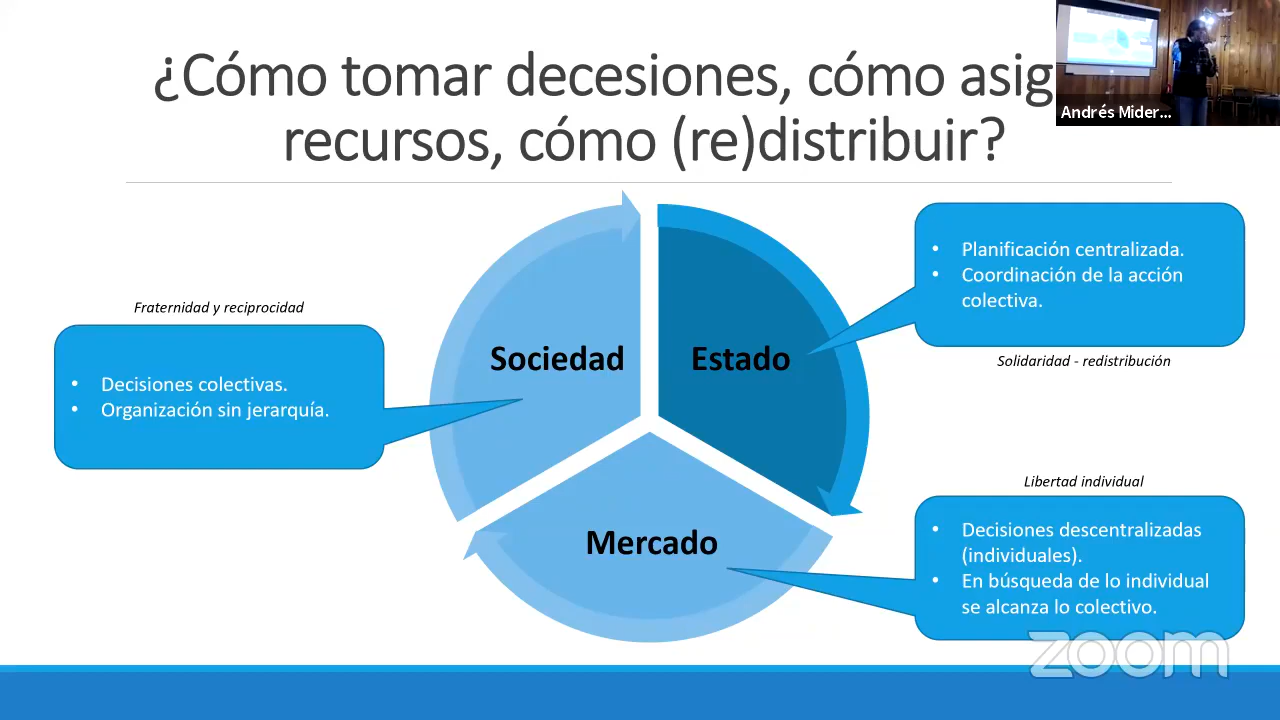 ¿Cómo tomar decesiones, cómo asig
recursos, cómo (re)distribuir?
Andrés Mider...
Fraternidad y reciprocidad
• Decisiones colectivas.
• Organización sin jerarquía.
Sociedad
Estado
Mercado
• Planificación centralizada.
• Coordinación de la acción
colectiva.
Solidaridad - redistribución
Libertad individual
• Decisiones descentralizadas
(individuales).
• En búsqueda de lo individual
se alcanza lo colectivo.
zoom